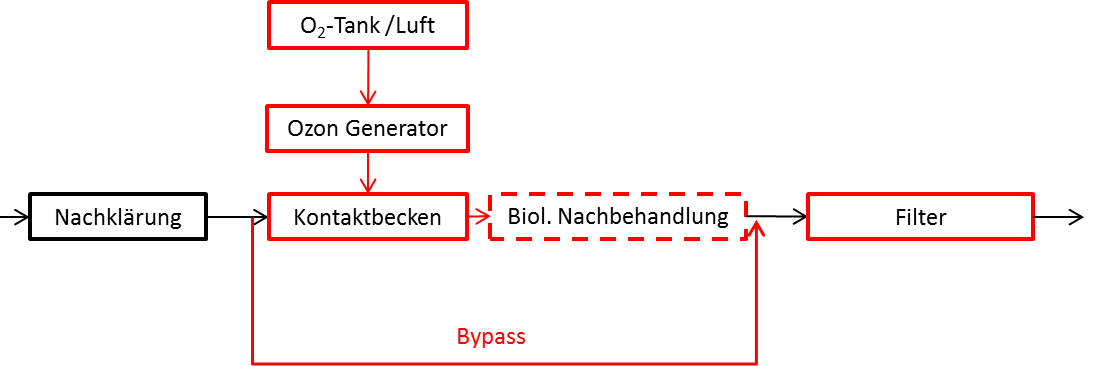 O₂-Tank /Luft
Ozon Generator
Nachklärung
Kontaktbecken
Biol. Nachbehandlung
Filter
Bypass